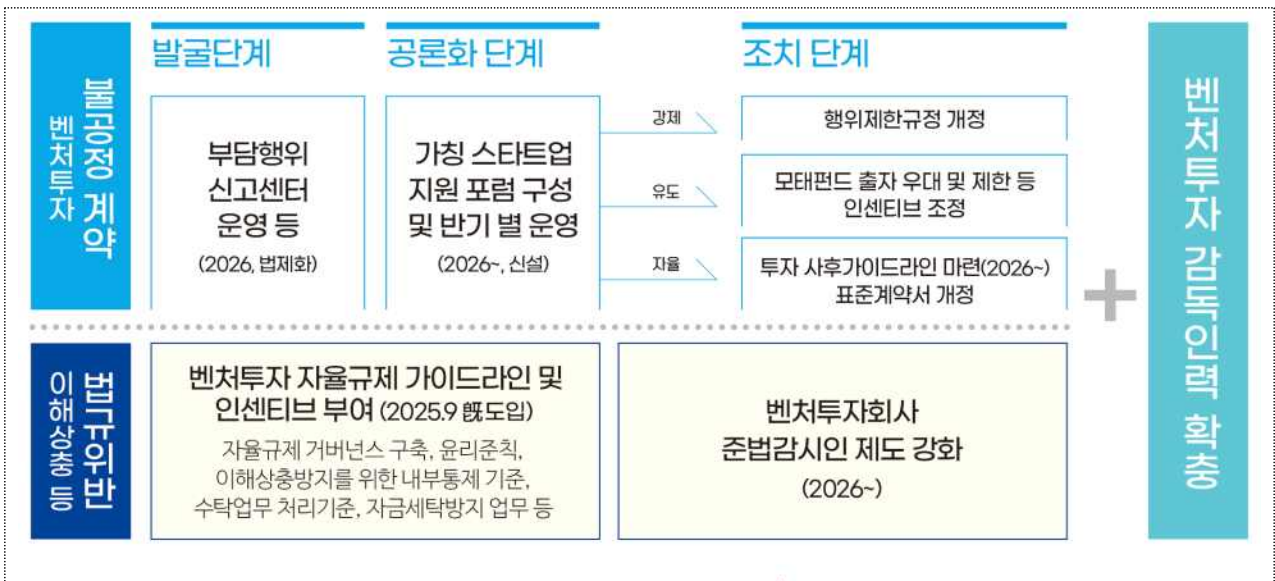 불공정 계약
벤처투자
발굴단계
부담행위
신고센터
운영 등
(2026, 법제화)
공론화 단계
가칭 스타트업
지원 포럼 구성
및 반기 별 운영
(2026~, 신설)
조치 단계
강제
행위제한규정 개정
유도
모태펀드 출자 우대 및 제한 등
인센티브 조정
자율
투자 사후가이드라인 마련(2026~)
표준계약서 개정
법규위반
이해상충 등
벤처투자 자율규제 가이드라인 및
인센티브 부여 (2025.9 旣도입)
자율규제 거버넌스 구축, 윤리준칙,
이해상충방지를 위한 내부통제 기준,
수탁업무 처리기준, 자금세탁방지 업무 등
벤처투자회사
준법감시인 제도 강화
(2026~)
+
벤처투자 감독인력 확충